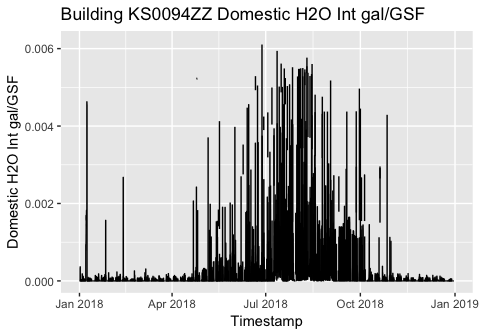 Building KS0094ZZ Domestic H2O Int gal/GSF
Domestic H2O Int gal/GSF
0.006
0.004
0.002
0.000
Jan 2018 Apr 2018 Jul 2018 Oct 2018 Jan 2019
Timestamp